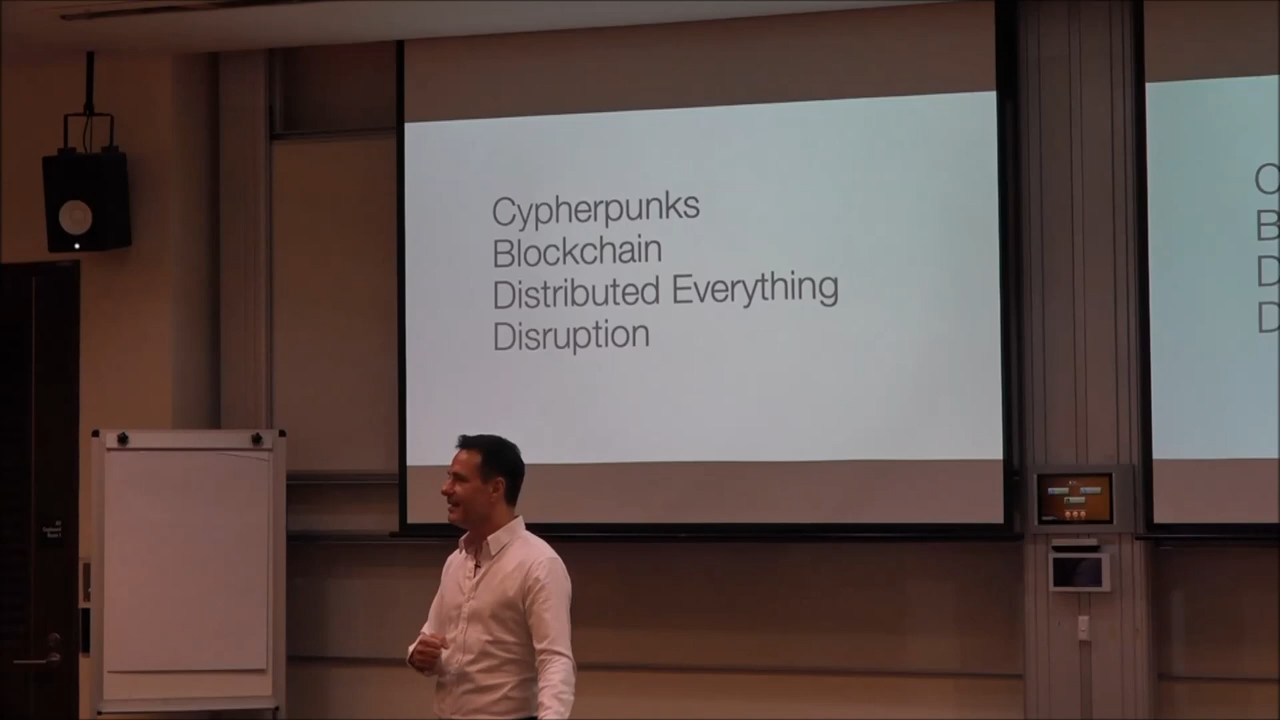 Cypherpunks
Blockchain
Distributed Everything
Disruption
C
B
D
D